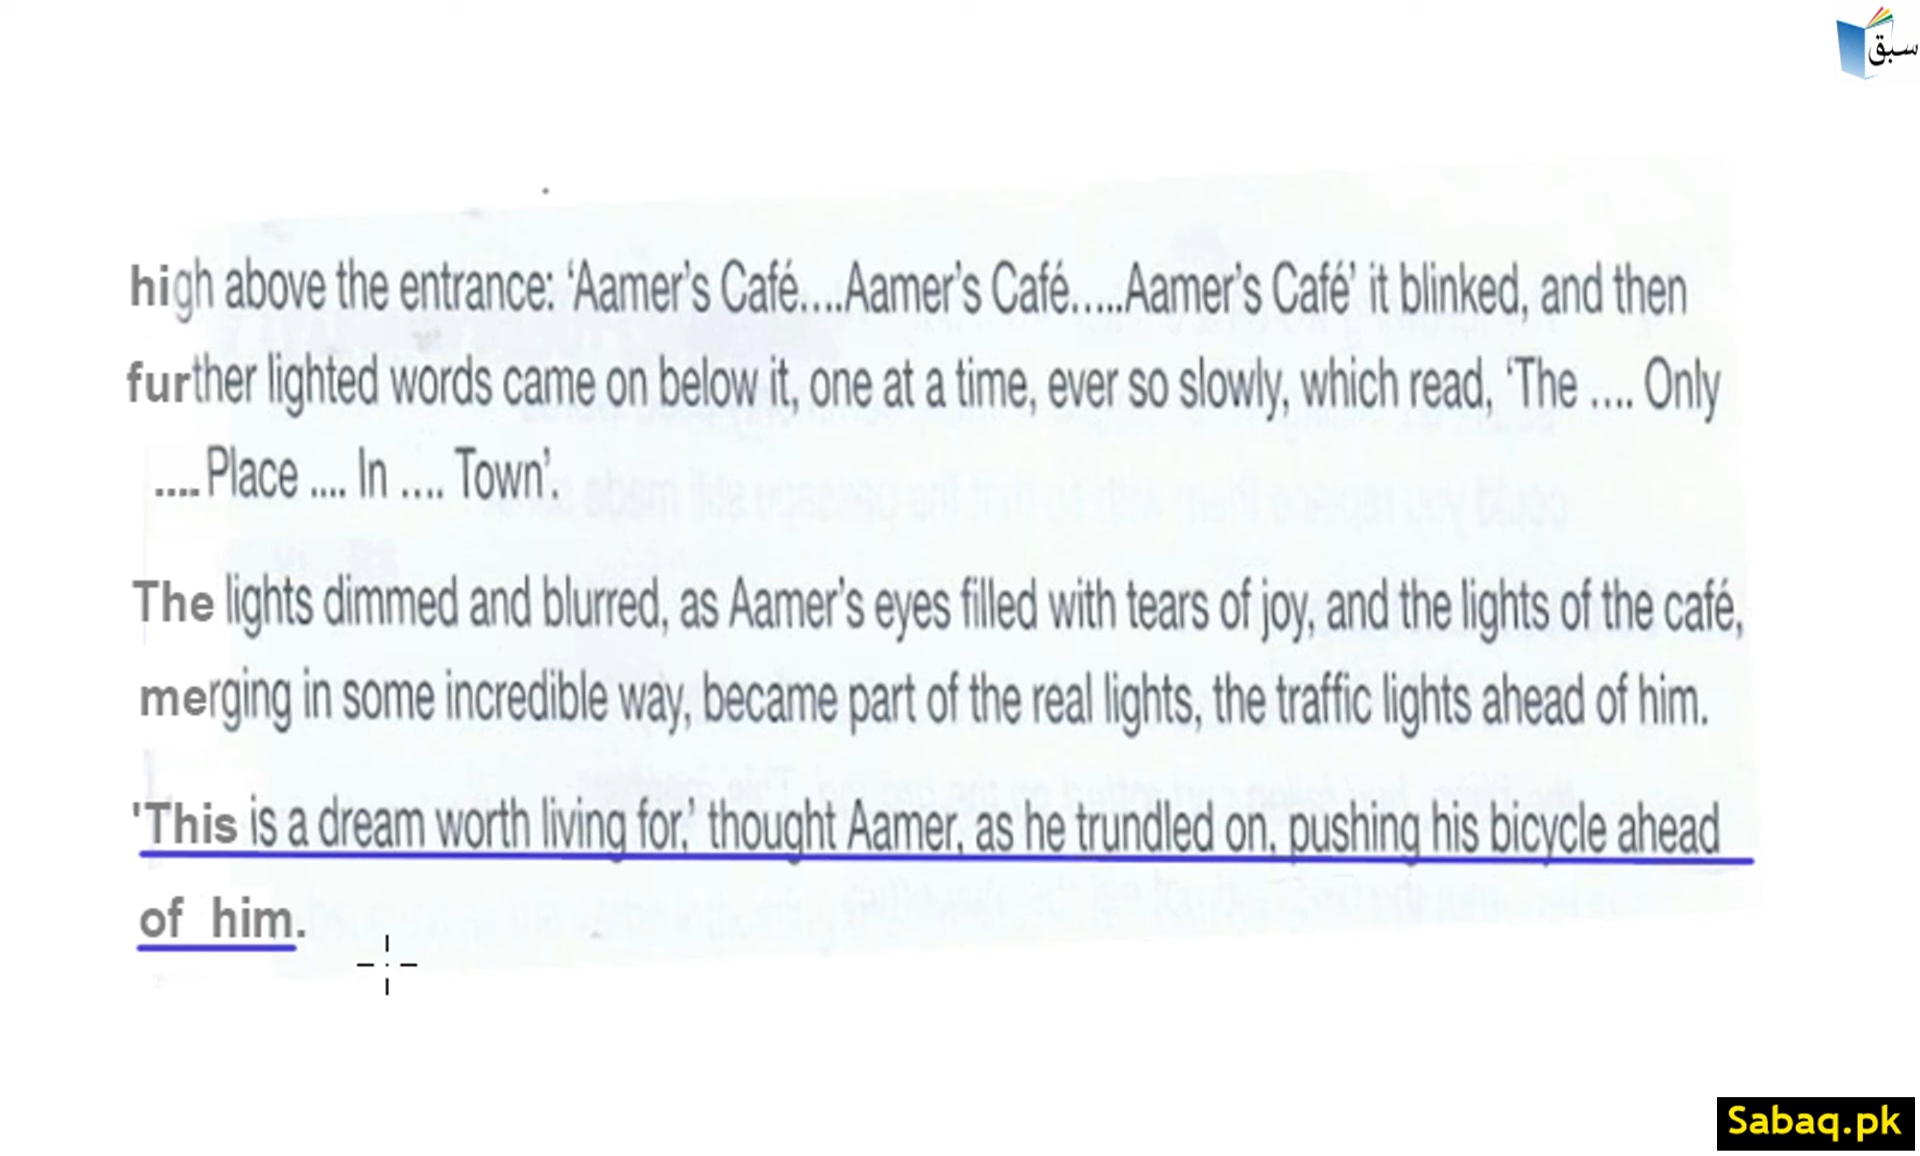 سبق
high above the entrance: ‘Aamer’s Café....Aamer’s Café.....Aamer’s Café’ it blinked, and then
further lighted words came on below it, one at a time, ever so slowly, which read, ‘The .... Only
.... Place .... In .... Town’.
The lights dimmed and blurred, as Aamer’s eyes filled with tears of joy, and the lights of the café,
merging in some incredible way, became part of the real lights, the traffic lights ahead of him.
'This is a dream worth living for,’ thought Aamer, as he trundled on, pushing his bicycle ahead
of him.
Sabaq.pk